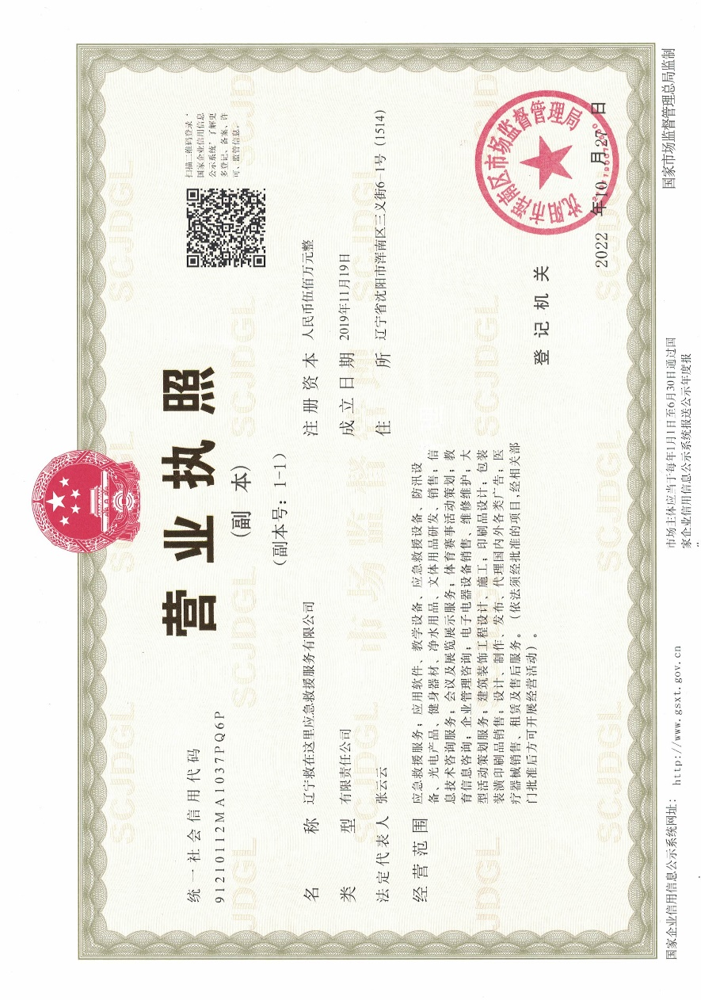 营业执照
(副 本)
(副本号: 1-1)
统一社会信用代码
91210112MA1037PQ6P
扫描二维码登录'
国家企业信用信息
公示系统'了解更
多登记、备案、许
可、监管信息。
名 称 辽宁救在这里应急救援服务有限公司
类 型 有限责任公司
法定代表人 张云云
经营范围 应急救援服务; 应用软件、教学设备、应急救援设备、防汛设
备、光电产品、健身器材、净水用品、文体用品研发、销售; 信
息技术咨询服务; 会议及展览展示服务; 体育赛事活动策划; 教
育信息咨询; 企业管理咨询; 电子电器设备销售、维修维护; 大
型活动策划服务; 建筑装饰工程设计、施工; 印刷品设计; 包装
装潢印刷品销售; 设计、制作、发布、代理国内外各类广告; 医
疗器械销售、租赁及售后服务。(依法须经批准的项目,经相关部
门批准后方可开展经营活动)。
注册资本 人民币伍佰万元整
成立日期 2019年11月19日
住 所 辽宁省沈阳市浑南区三义街6-1号 (1514)
登记机关
沈阳市浑南区市场监督管理局
2022 年10 月27 日
国家企业信用信息公示系统网址: http://www.gsxt.gov.cn
市场主体应当于每年1月1日至6月30日通过国
家企业信用信息公示系统报送公示年度报
国家市场监督管理总局监制